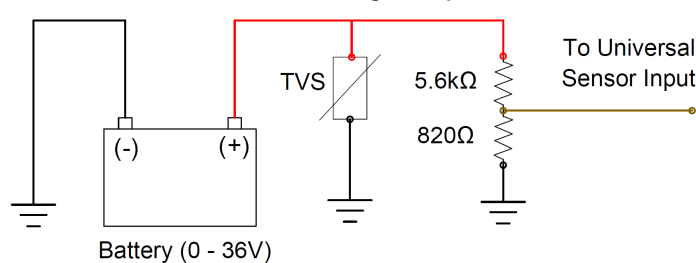 To Universal
Sensor Input
TVS
5.6kΩ
820Ω
(-)
(+)
Battery (0 - 36V)